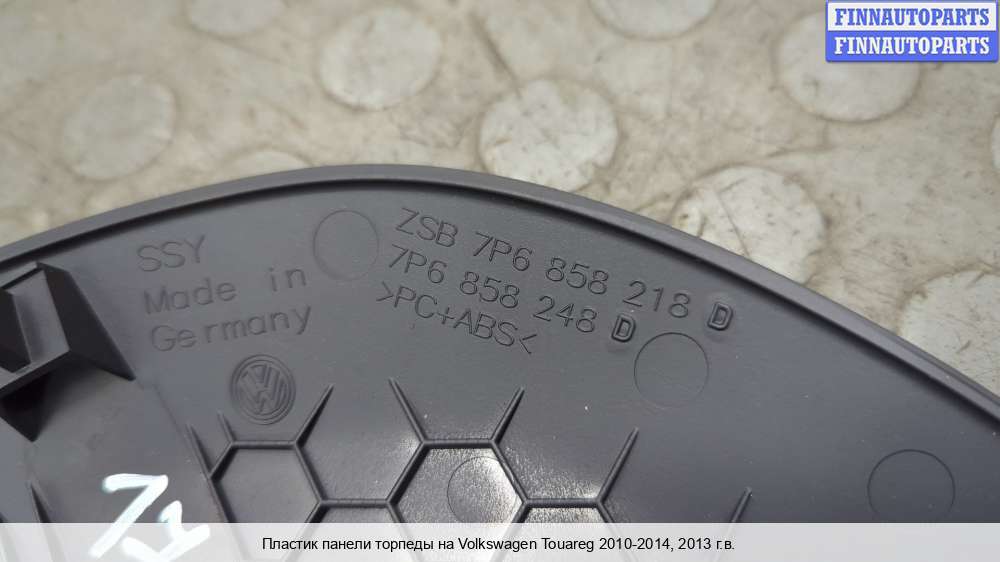 FINNAUTOPARTS
FINNAUTOPARTS
SSY
Made in
Germany
ZSB 7P6 858 218 D
7P6 858 248 D
>PC+ABS<
Пластик панели торпеды на Volkswagen Touareg 2010-2014, 2013 г.в.